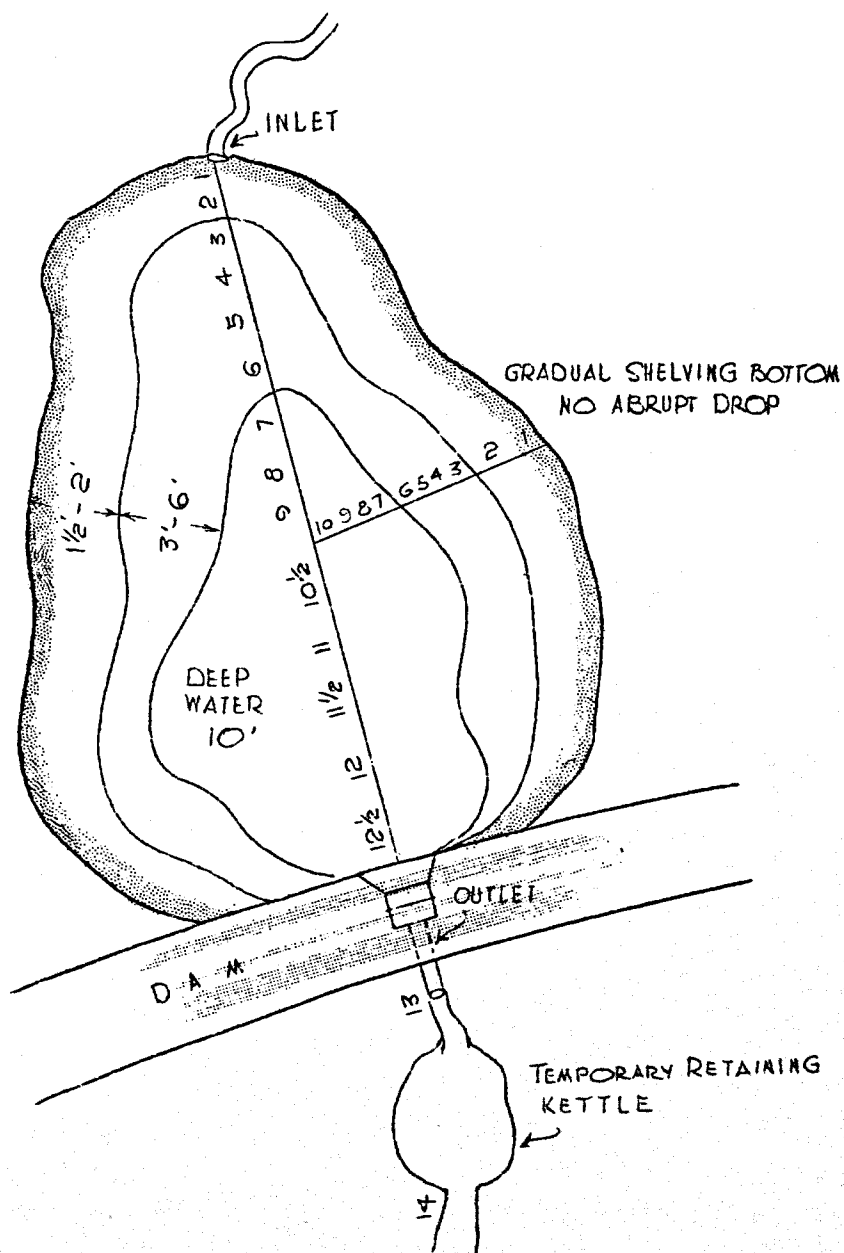 INLET
1
2
3
4
5
6
7
8
9
10½
11
11½
12
12½
GRADUAL SHELVING BOTTOM
NO ABRUPT DROP
10 9 8 7 6 5 4 3 2 1
1½' - 2'
3'- 6'
DEEP
WATER
10'
OUTLET
DAM
13
TEMPORARY RETAINING
KETTLE
14